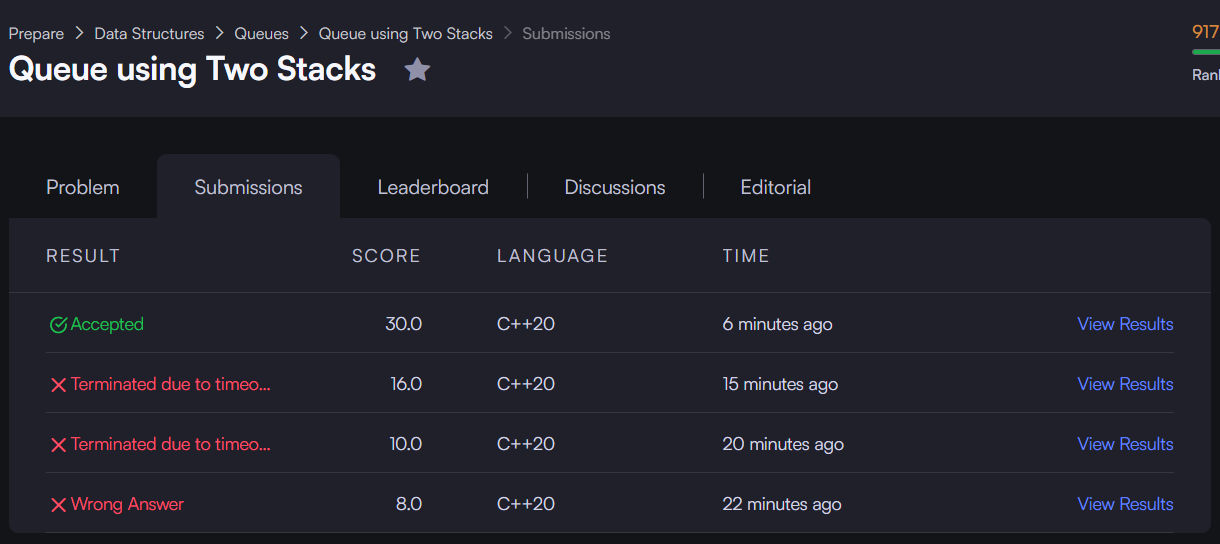 Prepare > Data Structures > Queues > Queue using Two Stacks > Submissions
917
Queue using Two Stacks
Rank
Problem Submissions Leaderboard Discussions Editorial
RESULT SCORE LANGUAGE TIME
Accepted 30.0 C++20 6 minutes ago View Results
Terminated due to timeo... 16.0 C++20 15 minutes ago View Results
Terminated due to timeo... 10.0 C++20 20 minutes ago View Results
Wrong Answer 8.0 C++20 22 minutes ago View Results